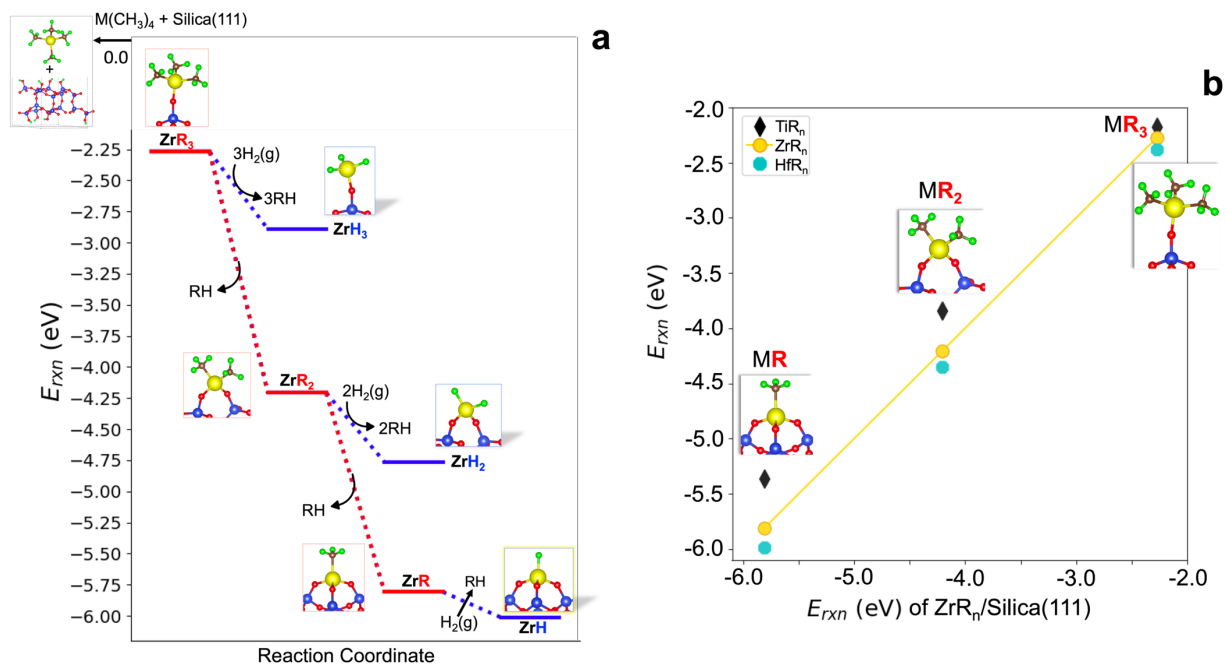 M(CH3)4 + Silica(111)
0.0
+
a
ZrR3
3H2(g)
3RH
ZrH3
RH
ZrR2
2H2(g)
2RH
ZrH2
RH
ZrR
RH
H2(g)
ZrH
−2.25
−2.50
−2.75
−3.00
−3.25
−3.50
−3.75
−4.00
−4.25
−4.50
−4.75
−5.00
−5.25
−5.50
−5.75
−6.00
Erxn (eV)
Reaction Coordinate
b
TiRn
ZrRn
HfRn
MR3
MR2
MR
-2.0
-2.5
-3.0
-3.5
-4.0
-4.5
-5.0
-5.5
-6.0
Erxn (eV)
-6.0 -5.0 -4.0 -3.0 -2.0
Erxn (eV) of ZrRn/Silica(111)